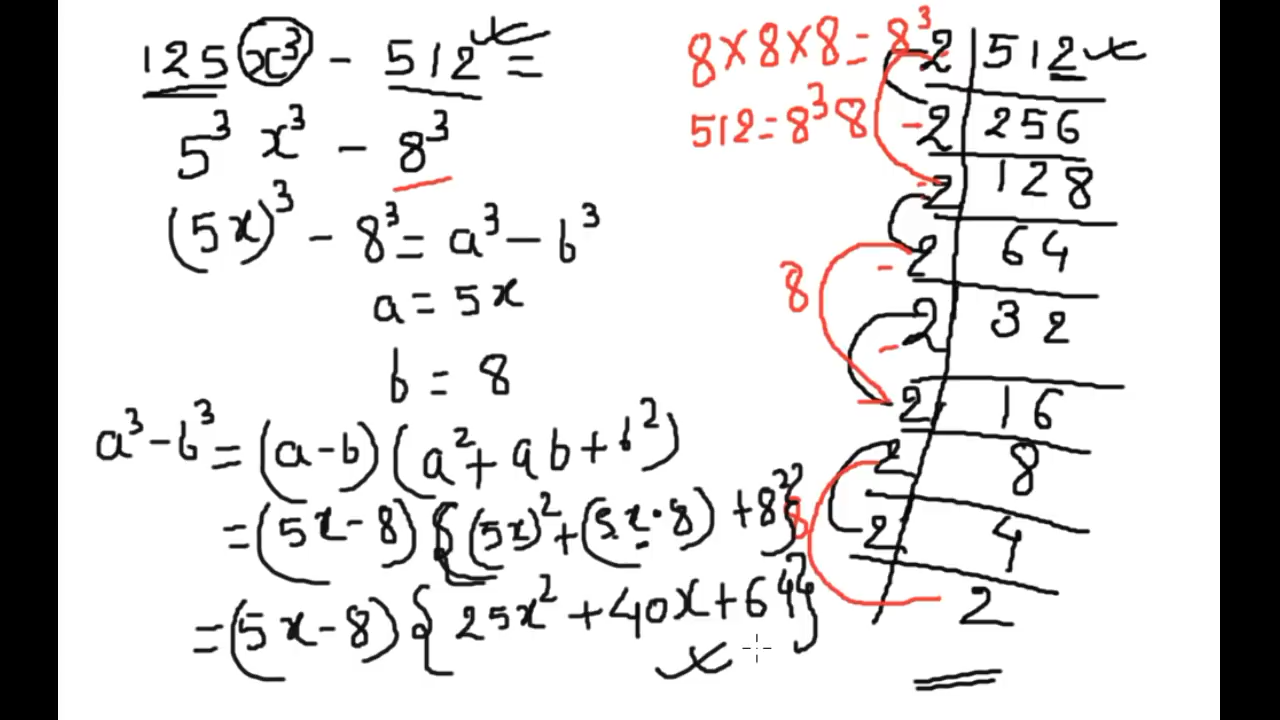 125x³ - 512 =
5³ x³ - 8³
(5x)³ - 8³ = a³ - b³
a = 5x
b = 8
a³ - b³ = (a - b) (a² + ab + b²)
= (5x - 8) {(5x)² + (5x · 8) + 8²}
= (5x - 8) {25x² + 40x + 64}
8 × 8 × 8 = 8³
512 = 8³ 8
8
8
2 | 512
2 | 256
2 | 128
2 | 64
2 | 32
2 | 16
2 | 8
2 | 4
2